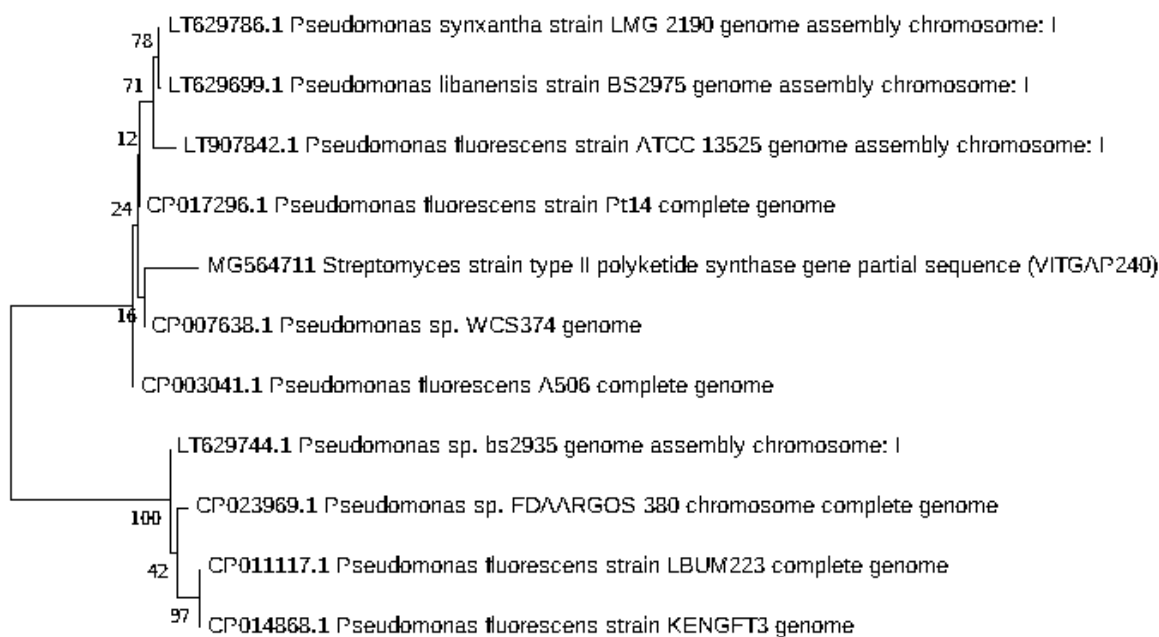 LT629786.1 Pseudomonas synxantha strain LMG 2190 genome assembly chromosome: I
78
LT629699.1 Pseudomonas libanensis strain BS2975 genome assembly chromosome: I
71
12
LT907842.1 Pseudomonas fluorescens strain ATCC 13525 genome assembly chromosome: I
24
CP017296.1 Pseudomonas fluorescens strain Pt14 complete genome
MG564711 Streptomyces strain type II polyketide synthase gene partial sequence (VITGAP240)
16
CP007638.1 Pseudomonas sp. WCS374 genome
CP003041.1 Pseudomonas fluorescens A506 complete genome
LT629744.1 Pseudomonas sp. bs2935 genome assembly chromosome: I
CP023969.1 Pseudomonas sp. FDAARGOS 380 chromosome complete genome
100
42
CP011117.1 Pseudomonas fluorescens strain LBUM223 complete genome
97
CP014868.1 Pseudomonas fluorescens strain KENGFT3 genome